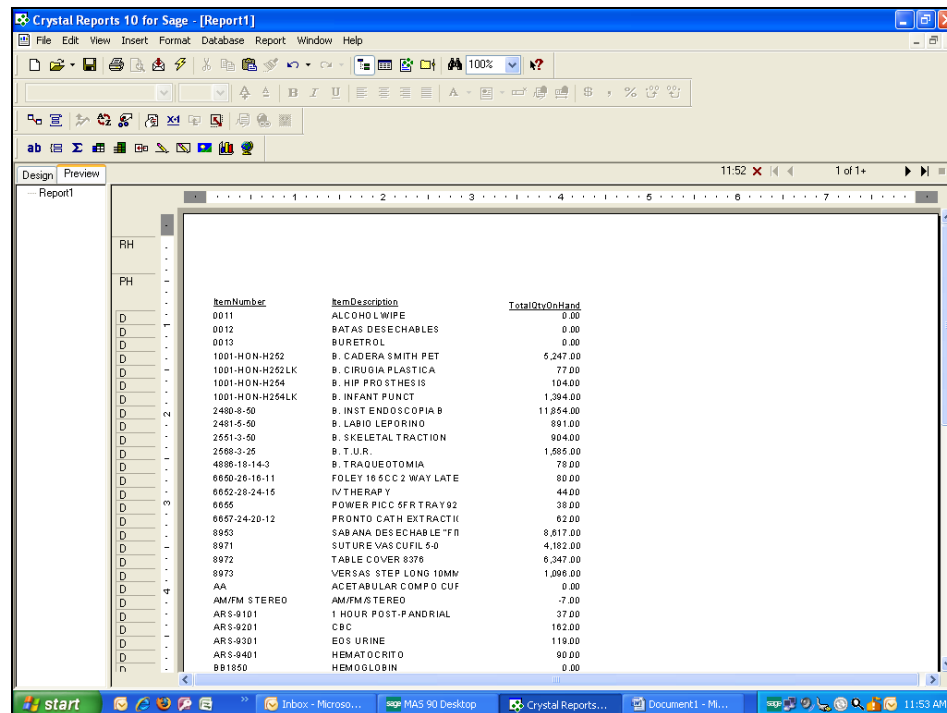 Crystal Reports 10 for Sage - [Report1]
File Edit View Insert Format Database Report Window Help
100%
Design Preview 11:52 1 of 1+
Report1
1 2 3 4 5 6 7
RH
PH
ItemNumber ItemDescription TotalQtyOnHand
D 0011 ALCOHOL WIPE 0.00
D 0012 BATAS DESECHABLES 0.00
D 0013 BURETROL 0.00
D 1001-HON-H252 B. CADERA SMITH PET 5,247.00
D 1001-HON-H252LK B. CIRUGIA PLASTICA 77.00
D 1001-HON-H254 B. HIP PROSTHESIS 104.00
D 1001-HON-H254LK B. INFANT PUNCT 1,394.00
D 2480-8-50 B. INST ENDOSCOPIA B 11,854.00
D 2481-5-50 B. LABIO LEPORINO 891.00
D 2551-3-50 B. SKELETAL TRACTION 904.00
D 2568-3-25 B. T.U.R. 1,585.00
D 4886-18-14-3 B. TRAQUEOTOMIA 78.00
D 6650-26-16-11 FOLEY 16 5CC 2 WAY LATE 80.00
D 6652-28-24-15 IV THERAPY 44.00
D 6655 POWER PICC 5FR TRAY 92 38.00
D 6657-24-20-12 PRONTO CATH EXTRACTI 62.00
D 8953 SABANA DESECHABLE 8,617.00
D 8971 SUTURE VASCUFIL 5-0 4,182.00
D 8972 TABLE COVER 8376 6,347.00
D 8973 VERSAS STEP LONG 10MM 1,096.00
D AA ACETABULAR COMPO CUF 0.00
D AM/FM STEREO AM/FM/STEREO -7.00
D ARS-9101 1 HOUR POST-PANDRIAL 37.00
D ARS-9201 CBC 162.00
D ARS-9301 EOS URINE 119.00
D ARS-9401 HEMATOCRITO 90.00
D BB1850 HEMOGLOBIN 0.00
start Inbox - Microso... MAS 90 Desktop Crystal Reports... Document1 - Mi... 11:53 AM